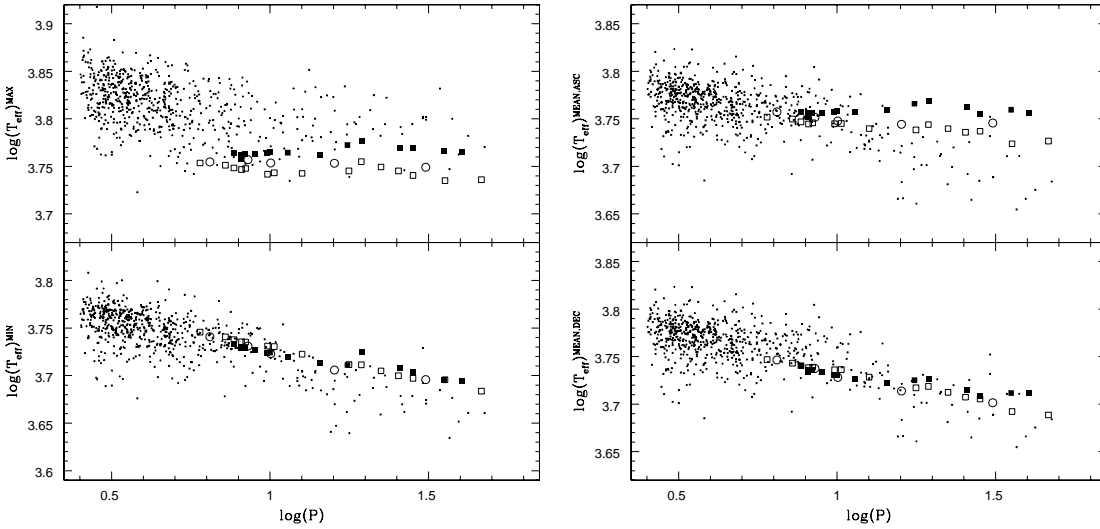 3.9
3.85
3.8
3.75
3.7
log(T_eff)^MAX
3.85
3.8
3.75
3.7
3.65
log(T_eff)^MEAN,ASC
3.8
3.75
3.7
3.65
3.6
log(T_eff)^MIN
0.5 1 1.5
log(P)
3.85
3.8
3.75
3.7
3.65
log(T_eff)^MEAN,DEC
0.5 1 1.5
log(P)